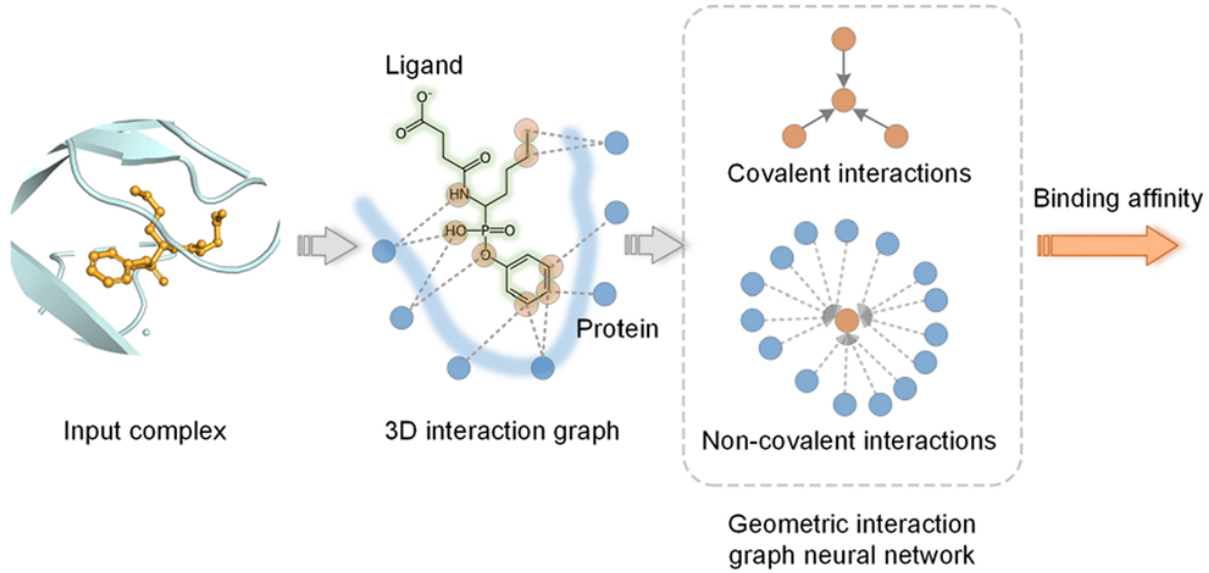 Ligand
O⁻
O
O
HN
HO
P
O
O
Protein
Input complex
3D interaction graph
Covalent interactions
Non-covalent interactions
Geometric interaction
graph neural network
Binding affinity